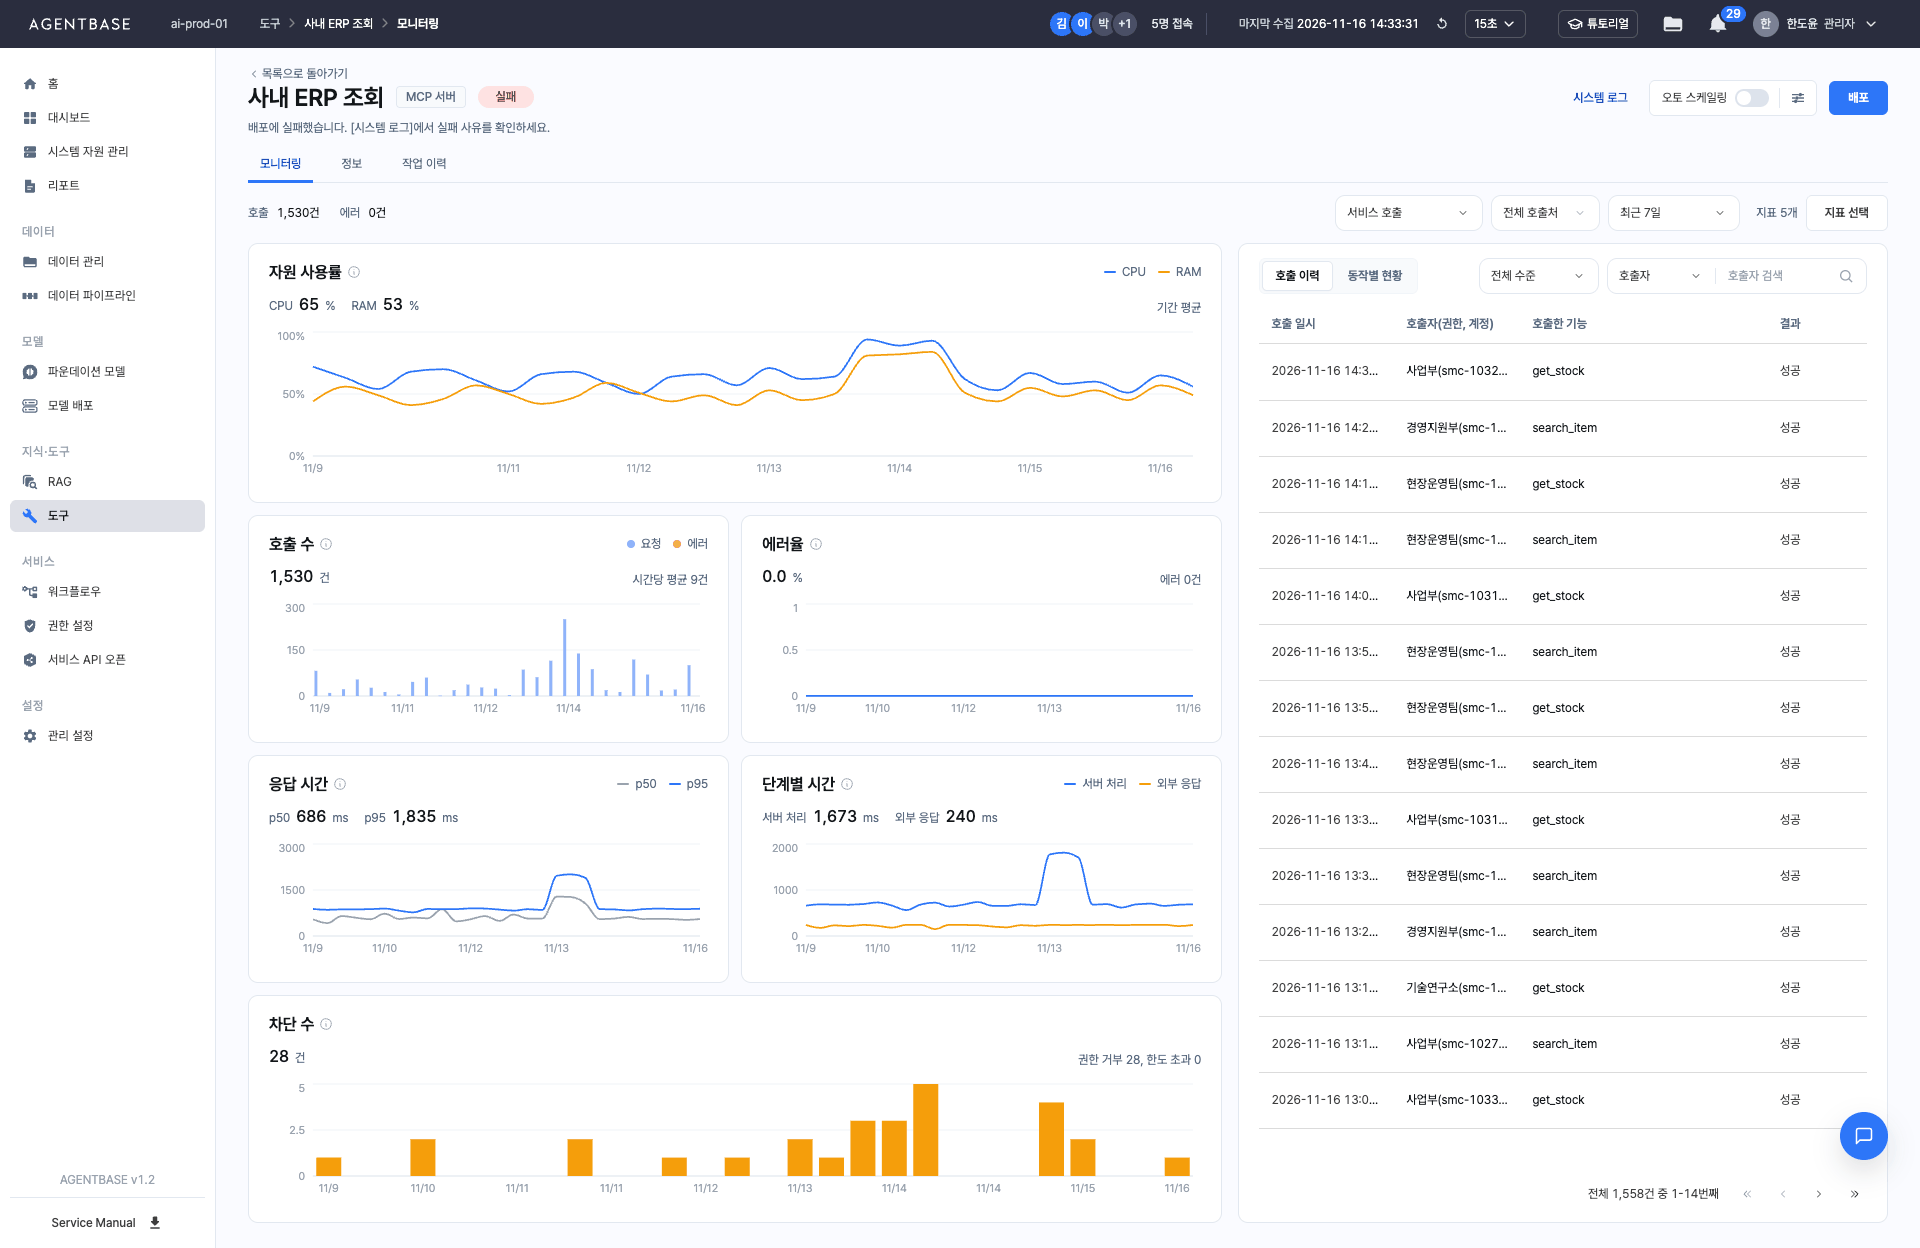 AGENTBASE
ai-prod-01
도구 > 사내 ERP 조회 > 모니터링
김 이 박 +1 5명 접속
마지막 수집 2026-11-16 14:33:31
15초
튜토리얼
29
한 한도윤 관리자
홈
대시보드
시스템 자원 관리
리포트
데이터
데이터 관리
데이터 파이프라인
모델
파운데이션 모델
모델 배포
지식·도구
RAG
도구
서비스
워크플로우
권한 설정
서비스 API 오픈
설정
관리 설정
AGENTBASE v1.2
Service Manual
목록으로 돌아가기
사내 ERP 조회 MCP 서버 실패
배포에 실패했습니다. [시스템 로그]에서 실패 사유를 확인하세요.
시스템 로그 오토 스케일링 배포
모니터링 정보 작업 이력
호출 1,530건 에러 0건
서비스 호출 전체 호출처 최근 7일 지표 5개 지표 선택
자원 사용률 CPU RAM
CPU 65 % RAM 53 % 기간 평균
100%
50%
0%
11/9 11/11 11/12 11/13 11/14 11/15 11/16
호출 수 요청 에러
1,530 건 시간당 평균 9건
300
150
0
11/9 11/11 11/12 11/14 11/16
에러율
0.0 % 에러 0건
1
0.5
0
11/9 11/10 11/12 11/13 11/16
응답 시간 p50 p95
p50 686 ms p95 1,835 ms
3000
1500
0
11/9 11/10 11/12 11/13 11/16
단계별 시간 서버 처리 외부 응답
서버 처리 1,673 ms 외부 응답 240 ms
2000
1000
0
11/9 11/10 11/12 11/13 11/16
차단 수
28 건 권한 거부 28, 한도 초과 0
5
2.5
0
11/9 11/10 11/11 11/11 11/12 11/13 11/14 11/14 11/15 11/16
호출 이력 동작별 현황 전체 수준 호출자 호출자 검색
호출 일시 호출자(권한, 계정) 호출한 기능 결과
2026-11-16 14:3... 사업부(smc-1032... get_stock 성공
2026-11-16 14:2... 경영지원부(smc-1... search_item 성공
2026-11-16 14:1... 현장운영팀(smc-1... get_stock 성공
2026-11-16 14:1... 현장운영팀(smc-1... search_item 성공
2026-11-16 14:0... 사업부(smc-1031... get_stock 성공
2026-11-16 13:5... 현장운영팀(smc-1... search_item 성공
2026-11-16 13:5... 현장운영팀(smc-1... get_stock 성공
2026-11-16 13:4... 현장운영팀(smc-1... search_item 성공
2026-11-16 13:3... 사업부(smc-1031... get_stock 성공
2026-11-16 13:3... 현장운영팀(smc-1... search_item 성공
2026-11-16 13:2... 경영지원부(smc-1... search_item 성공
2026-11-16 13:1... 기술연구소(smc-1... get_stock 성공
2026-11-16 13:1... 사업부(smc-1027... search_item 성공
2026-11-16 13:0... 사업부(smc-1033... get_stock 성공
전체 1,558건 중 1-14번째